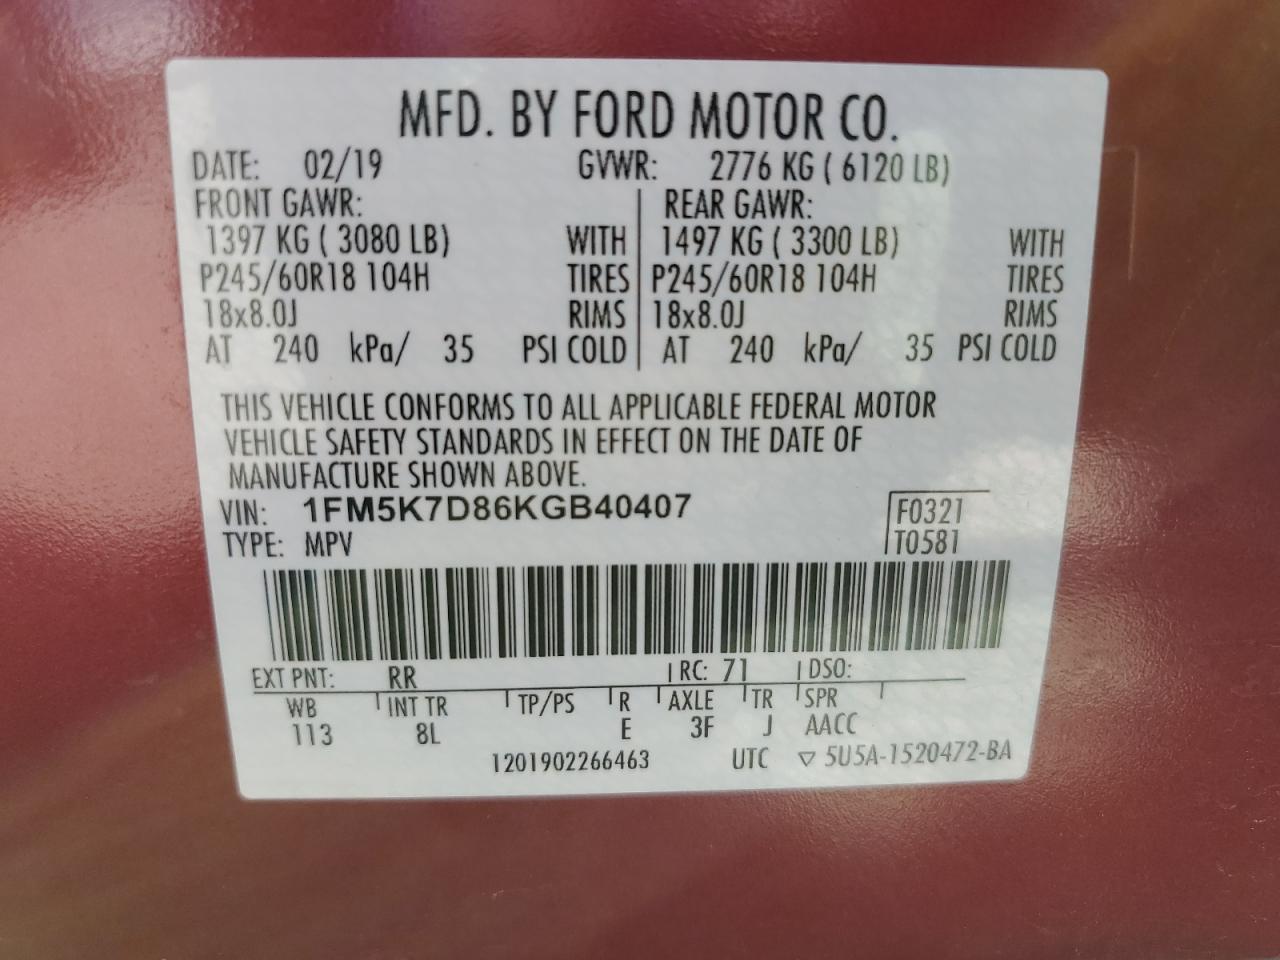 MFD. BY FORD MOTOR CO.
DATE: 02/19 GVWR: 2776 KG ( 6120 LB)
FRONT GAWR: REAR GAWR:
1397 KG ( 3080 LB) WITH 1497 KG ( 3300 LB) WITH
P245/60R18 104H TIRES P245/60R18 104H TIRES
18x8.0J RIMS 18x8.0J RIMS
AT 240 kPa/ 35 PSI COLD AT 240 kPa/ 35 PSI COLD
THIS VEHICLE CONFORMS TO ALL APPLICABLE FEDERAL MOTOR
VEHICLE SAFETY STANDARDS IN EFFECT ON THE DATE OF
MANUFACTURE SHOWN ABOVE.
VIN: 1FM5K7D86KGB40407 F0321
TYPE: MPV T0581
EXT PNT: RR RC: 71 DSO:
WB INT TR TP/PS R AXLE TR SPR
113 8L E 3F J AACC
1201902266463 UTC ▽ 5U5A-1520472-BA